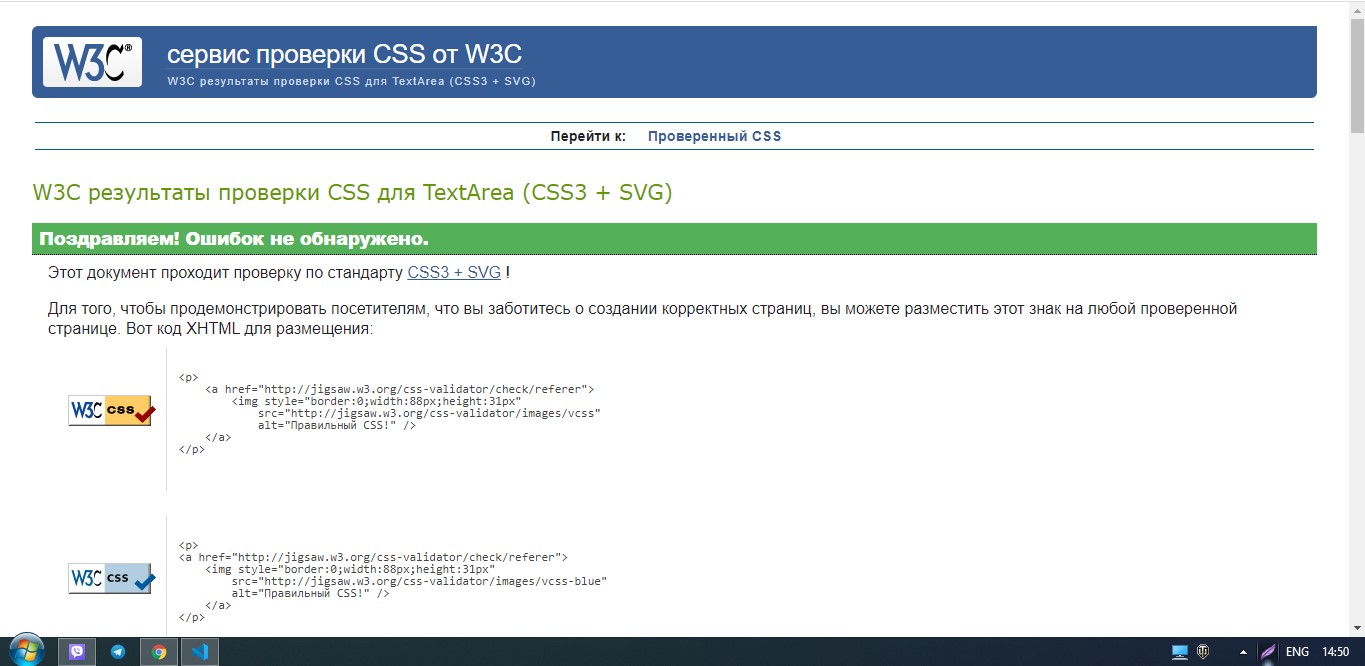 W3C®
сервис проверки CSS от W3C
W3C результаты проверки CSS для TextArea (CSS3 + SVG)
Перейти к: Проверенный CSS
W3C результаты проверки CSS для TextArea (CSS3 + SVG)
Поздравляем! Ошибок не обнаружено.
Этот документ проходит проверку по стандарту CSS3 + SVG !
Для того, чтобы продемонстрировать посетителям, что вы заботитесь о создании корректных страниц, вы можете разместить этот знак на любой проверенной
странице. Вот код XHTML для размещения:
W3C css
<p>
<a href="http://jigsaw.w3.org/css-validator/check/referer">
<img style="border:0;width:88px;height:31px"
src="http://jigsaw.w3.org/css-validator/images/vcss"
alt="Правильный CSS!" />
</a>
</p>
W3C css
<p>
<a href="http://jigsaw.w3.org/css-validator/check/referer">
<img style="border:0;width:88px;height:31px"
src="http://jigsaw.w3.org/css-validator/images/vcss-blue"
alt="Правильный CSS!" />
</a>
</p>
ENG 14:50